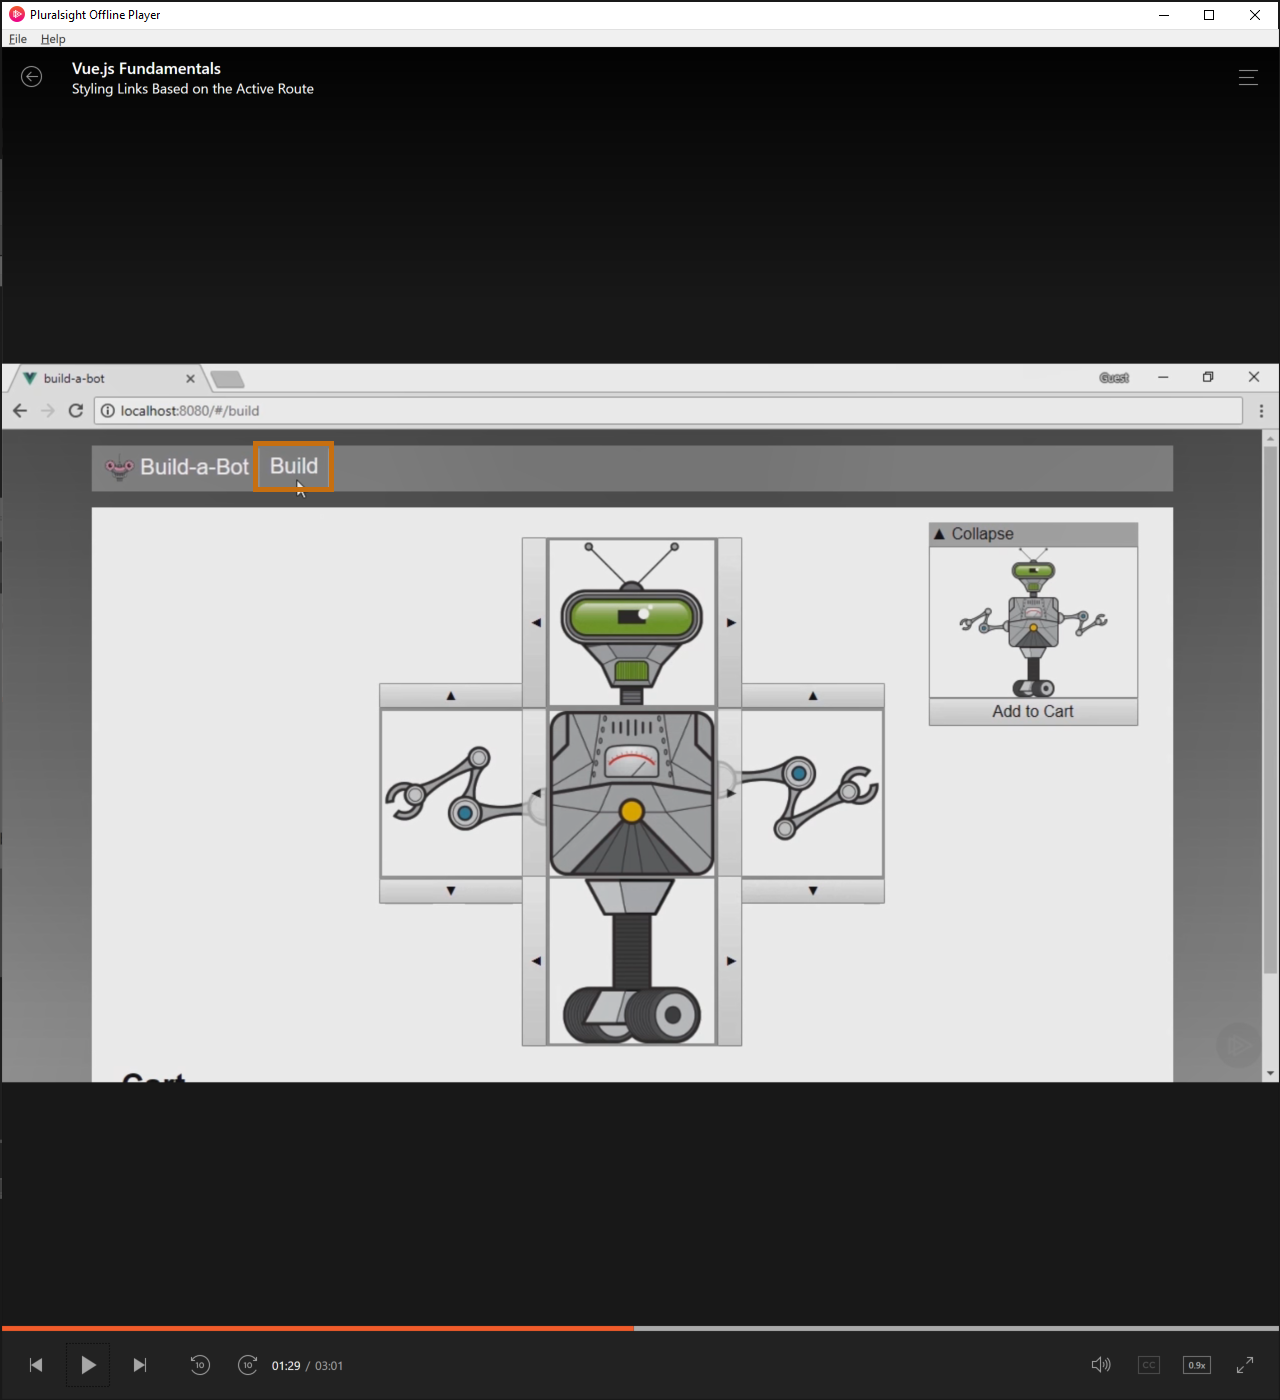 Pluralsight Offline Player
File Help
Vue.js Fundamentals
Styling Links Based on the Active Route
build-a-bot
Guest
localhost:8080/#/build
Build-a-Bot Build
▲ Collapse
Add to Cart
Cart
10 10 01:29 / 03:01 CC 0.9x